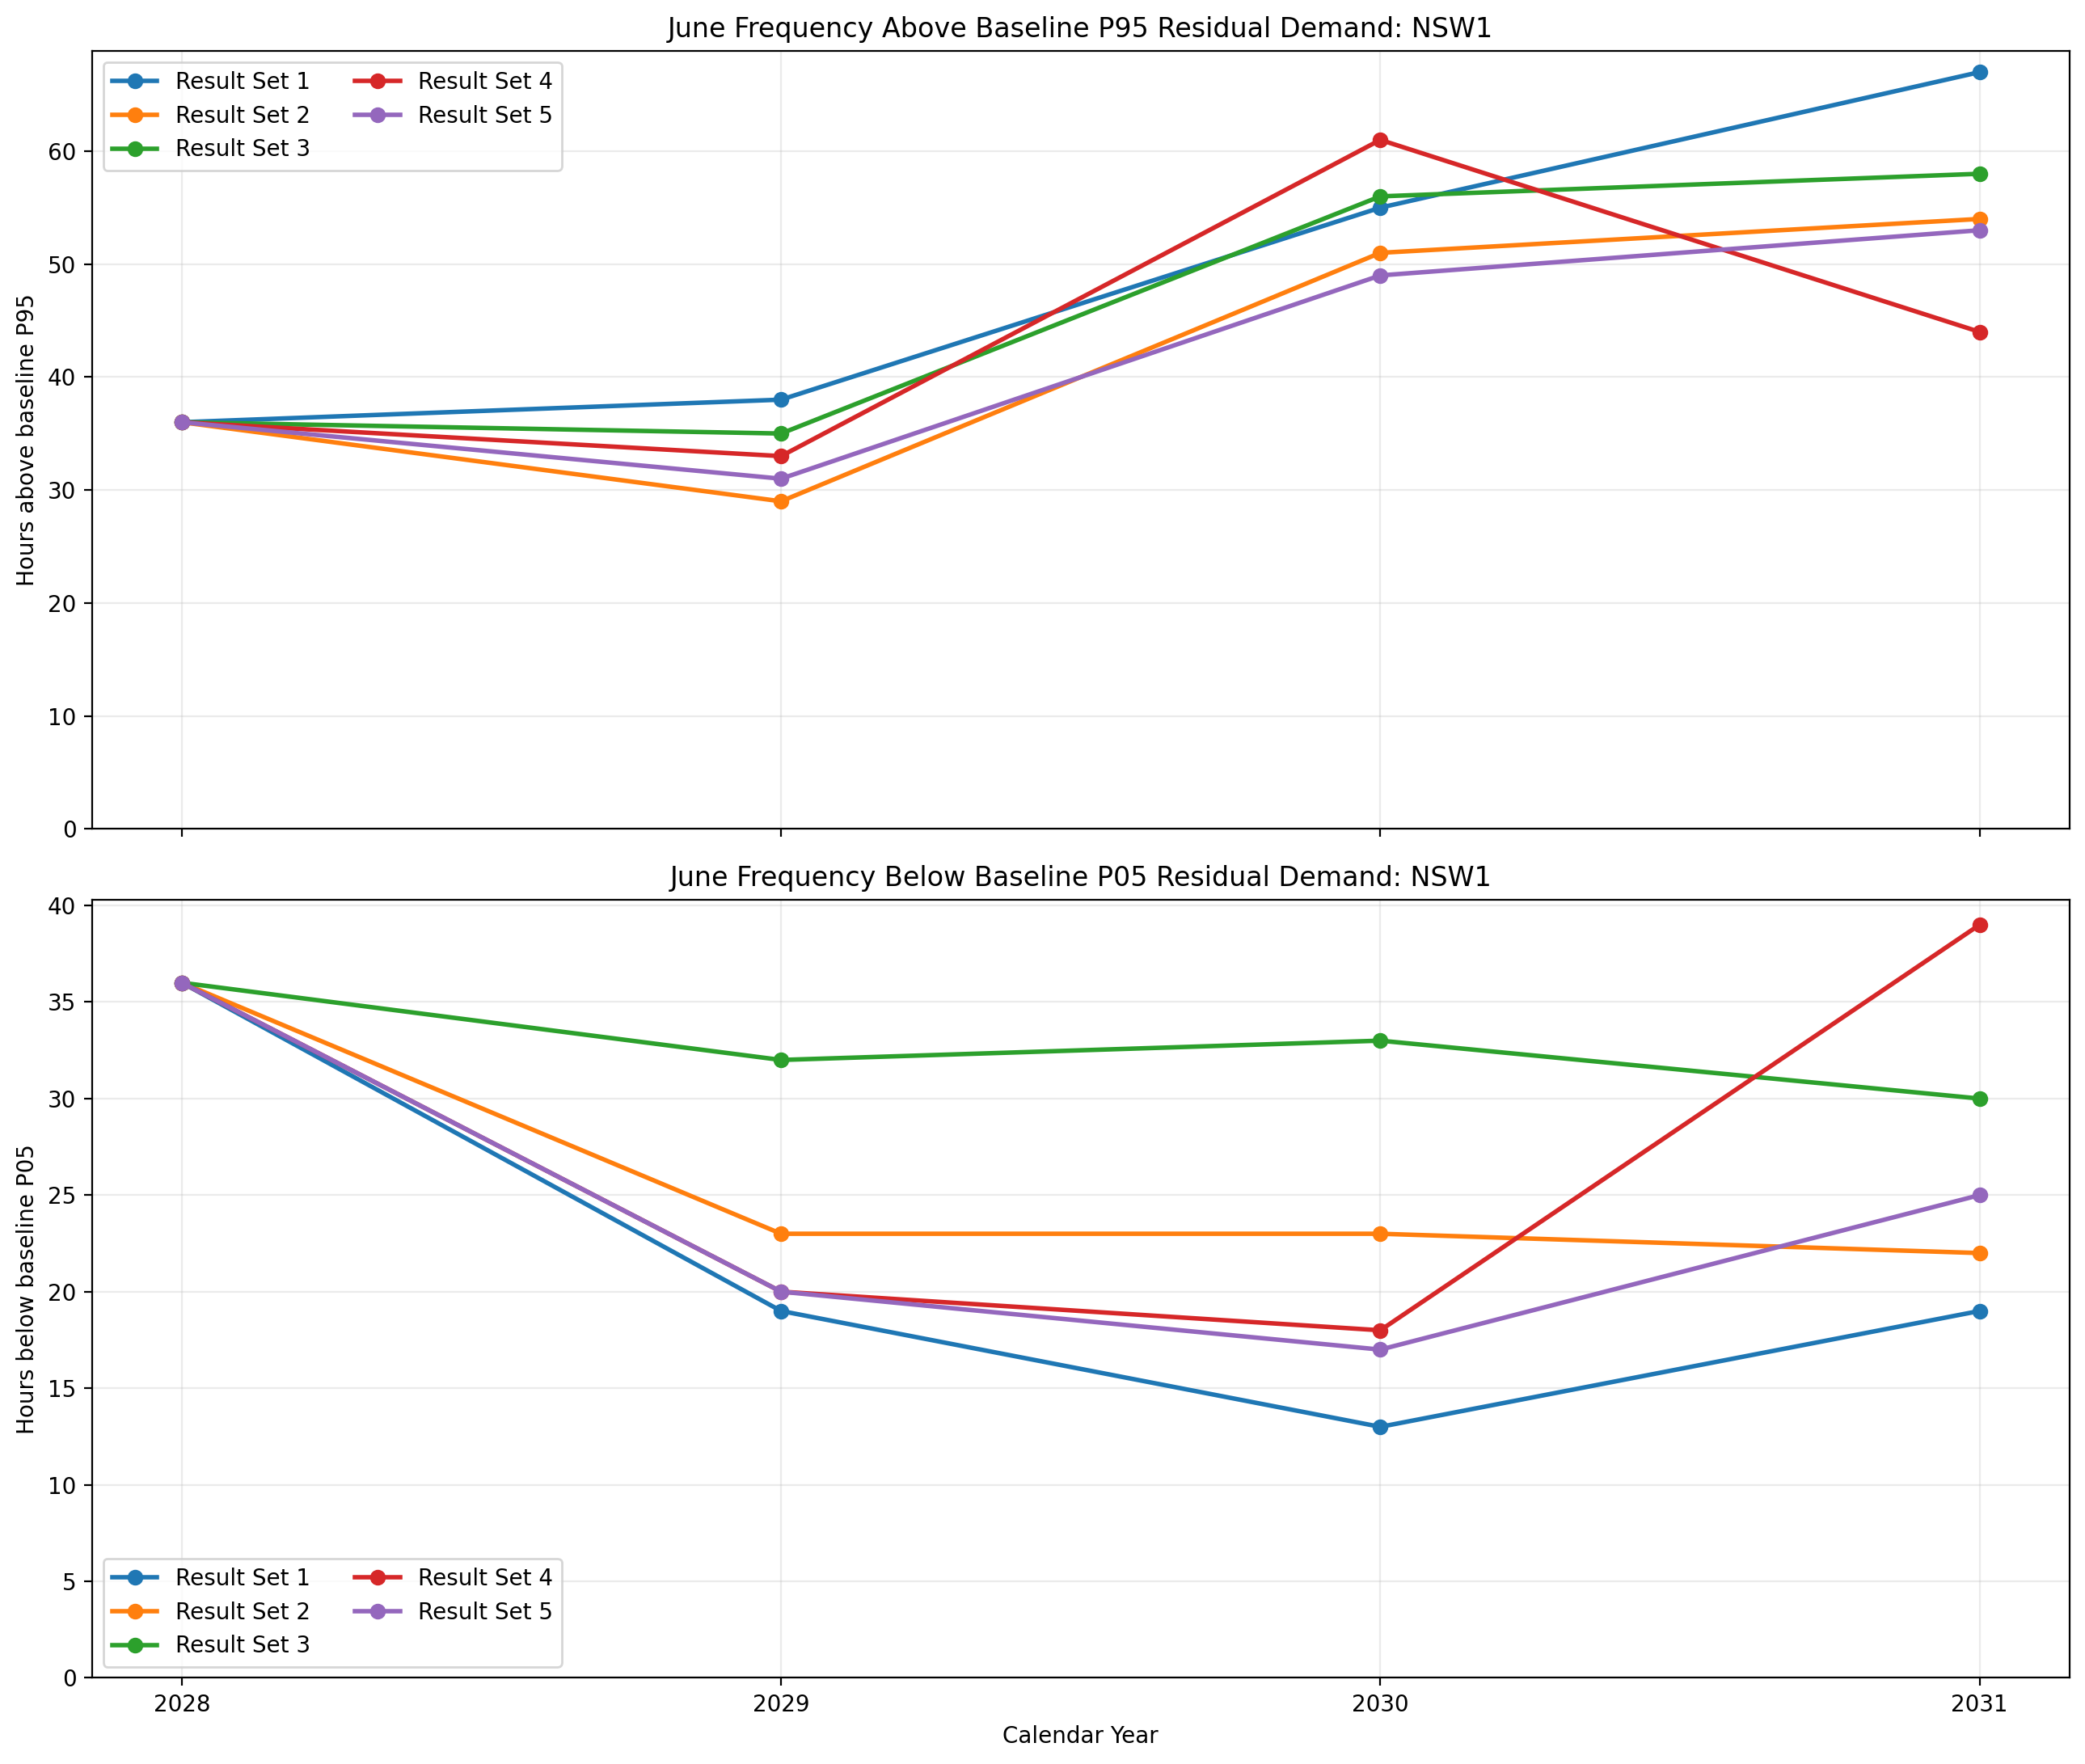 June Frequency Above Baseline P95 Residual Demand: NSW1
Result Set 1
Result Set 2
Result Set 3
Result Set 4
Result Set 5
Hours above baseline P95
60
50
40
30
20
10
0
June Frequency Below Baseline P05 Residual Demand: NSW1
Hours below baseline P05
40
35
30
25
20
15
10
5
0
Result Set 1
Result Set 2
Result Set 3
Result Set 4
Result Set 5
2028
2029
2030
2031
Calendar Year